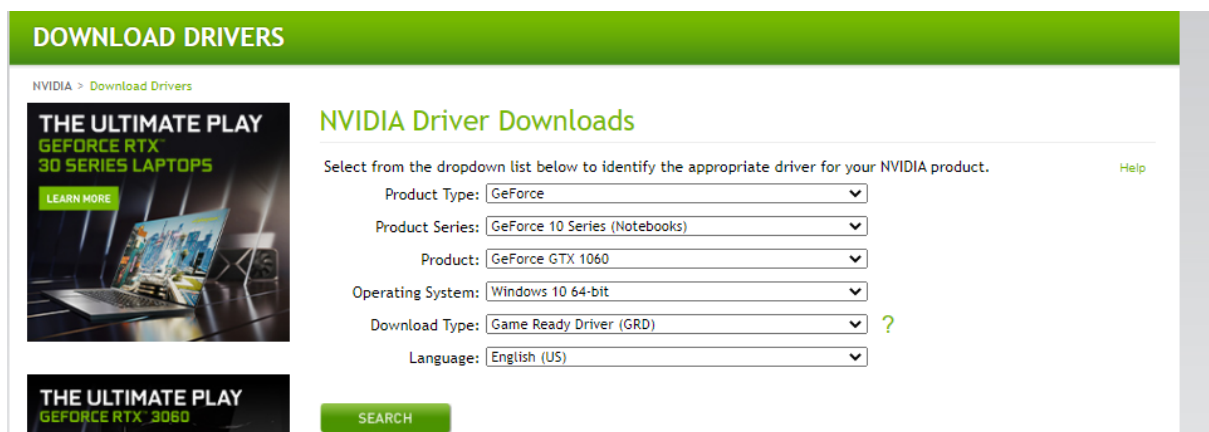 DOWNLOAD DRIVERS
NVIDIA > Download Drivers
THE ULTIMATE PLAY
GEFORCE RTX™
30 SERIES LAPTOPS
LEARN MORE
NVIDIA Driver Downloads
Select from the dropdown list below to identify the appropriate driver for your NVIDIA product.
Help
Product Type: GeForce
Product Series: GeForce 10 Series (Notebooks)
Product: GeForce GTX 1060
Operating System: Windows 10 64-bit
Download Type: Game Ready Driver (GRD) ?
Language: English (US)
SEARCH
THE ULTIMATE PLAY
GEFORCE RTX™ 3060